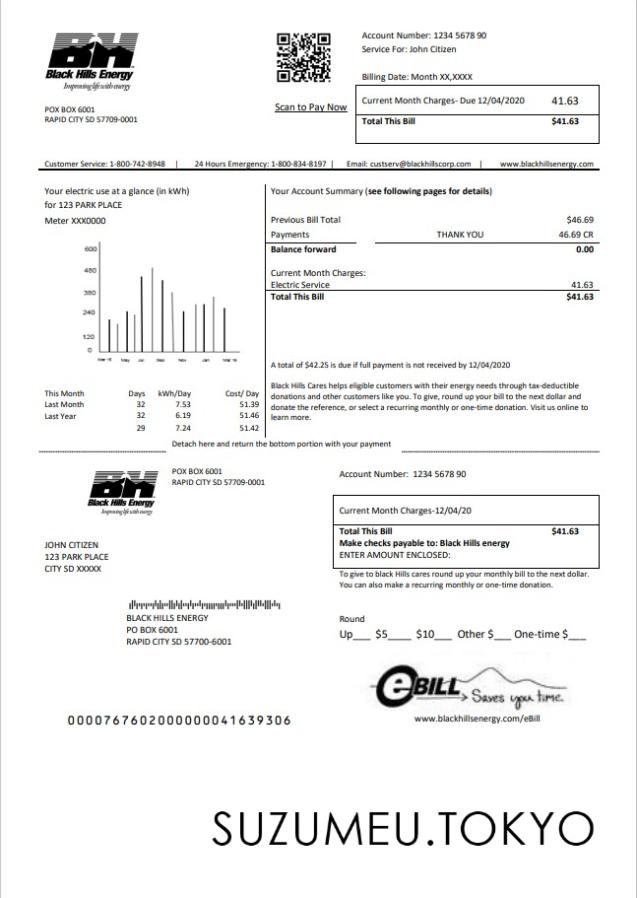 BH
Black Hills Energy
Improving life with energy
POX BOX 6001
RAPID CITY SD 57709-0001
Scan to Pay Now
Account Number: 1234 5678 90
Service For: John Citizen
Billing Date: Month XX,XXXX
Current Month Charges- Due 12/04/2020 41.63
Total This Bill $41.63
Customer Service: 1-800-742-8948 | 24 Hours Emergency: 1-800-834-8197 | Email: custserv@blackhillscorp.com | www.blackhillsenergy.com
Your electric use at a glance (in kWh)
for 123 PARK PLACE
Meter XXX0000
600
480
360
240
120
0
Mar-15 May Jul Sep Nov Jan Mar-16
This Month Days kWh/Day Cost/ Day
Last Month 32 7.53 51.39
Last Year 32 6.19 51.46
29 7.24 51.42
Your Account Summary (see following pages for details)
Previous Bill Total $46.69
Payments THANK YOU 46.69 CR
Balance forward 0.00
Current Month Charges:
Electric Service 41.63
Total This Bill $41.63
A total of $42.25 is due if full payment is not received by 12/04/2020
Black Hills Cares helps eligible customers with their energy needs through tax-deductible
donations and other customers like you. To give, round up your bill to the next dollar and
donate the reference, or select a recurring monthly or one-time donation. Visit us online to
learn more.
Detach here and return the bottom portion with your payment
BH
Black Hills Energy
Improving life with energy
POX BOX 6001
RAPID CITY SD 57709-0001
Account Number: 1234 5678 90
Current Month Charges-12/04/20
Total This Bill $41.63
Make checks payable to: Black Hills energy
ENTER AMOUNT ENCLOSED:
JOHN CITIZEN
123 PARK PLACE
CITY SD XXXXX
To give to black Hills cares round up your monthly bill to the next dollar.
You can also make a recurring monthly or one-time donation.
BLACK HILLS ENERGY
PO BOX 6001
RAPID CITY SD 57700-6001
Round
Up___ $5____ $10___ Other $___ One-time $___
eBILL Saves you time.
www.blackhillsenergy.com/eBill
0000767602000000041639306
SUZUMEU.TOKYO